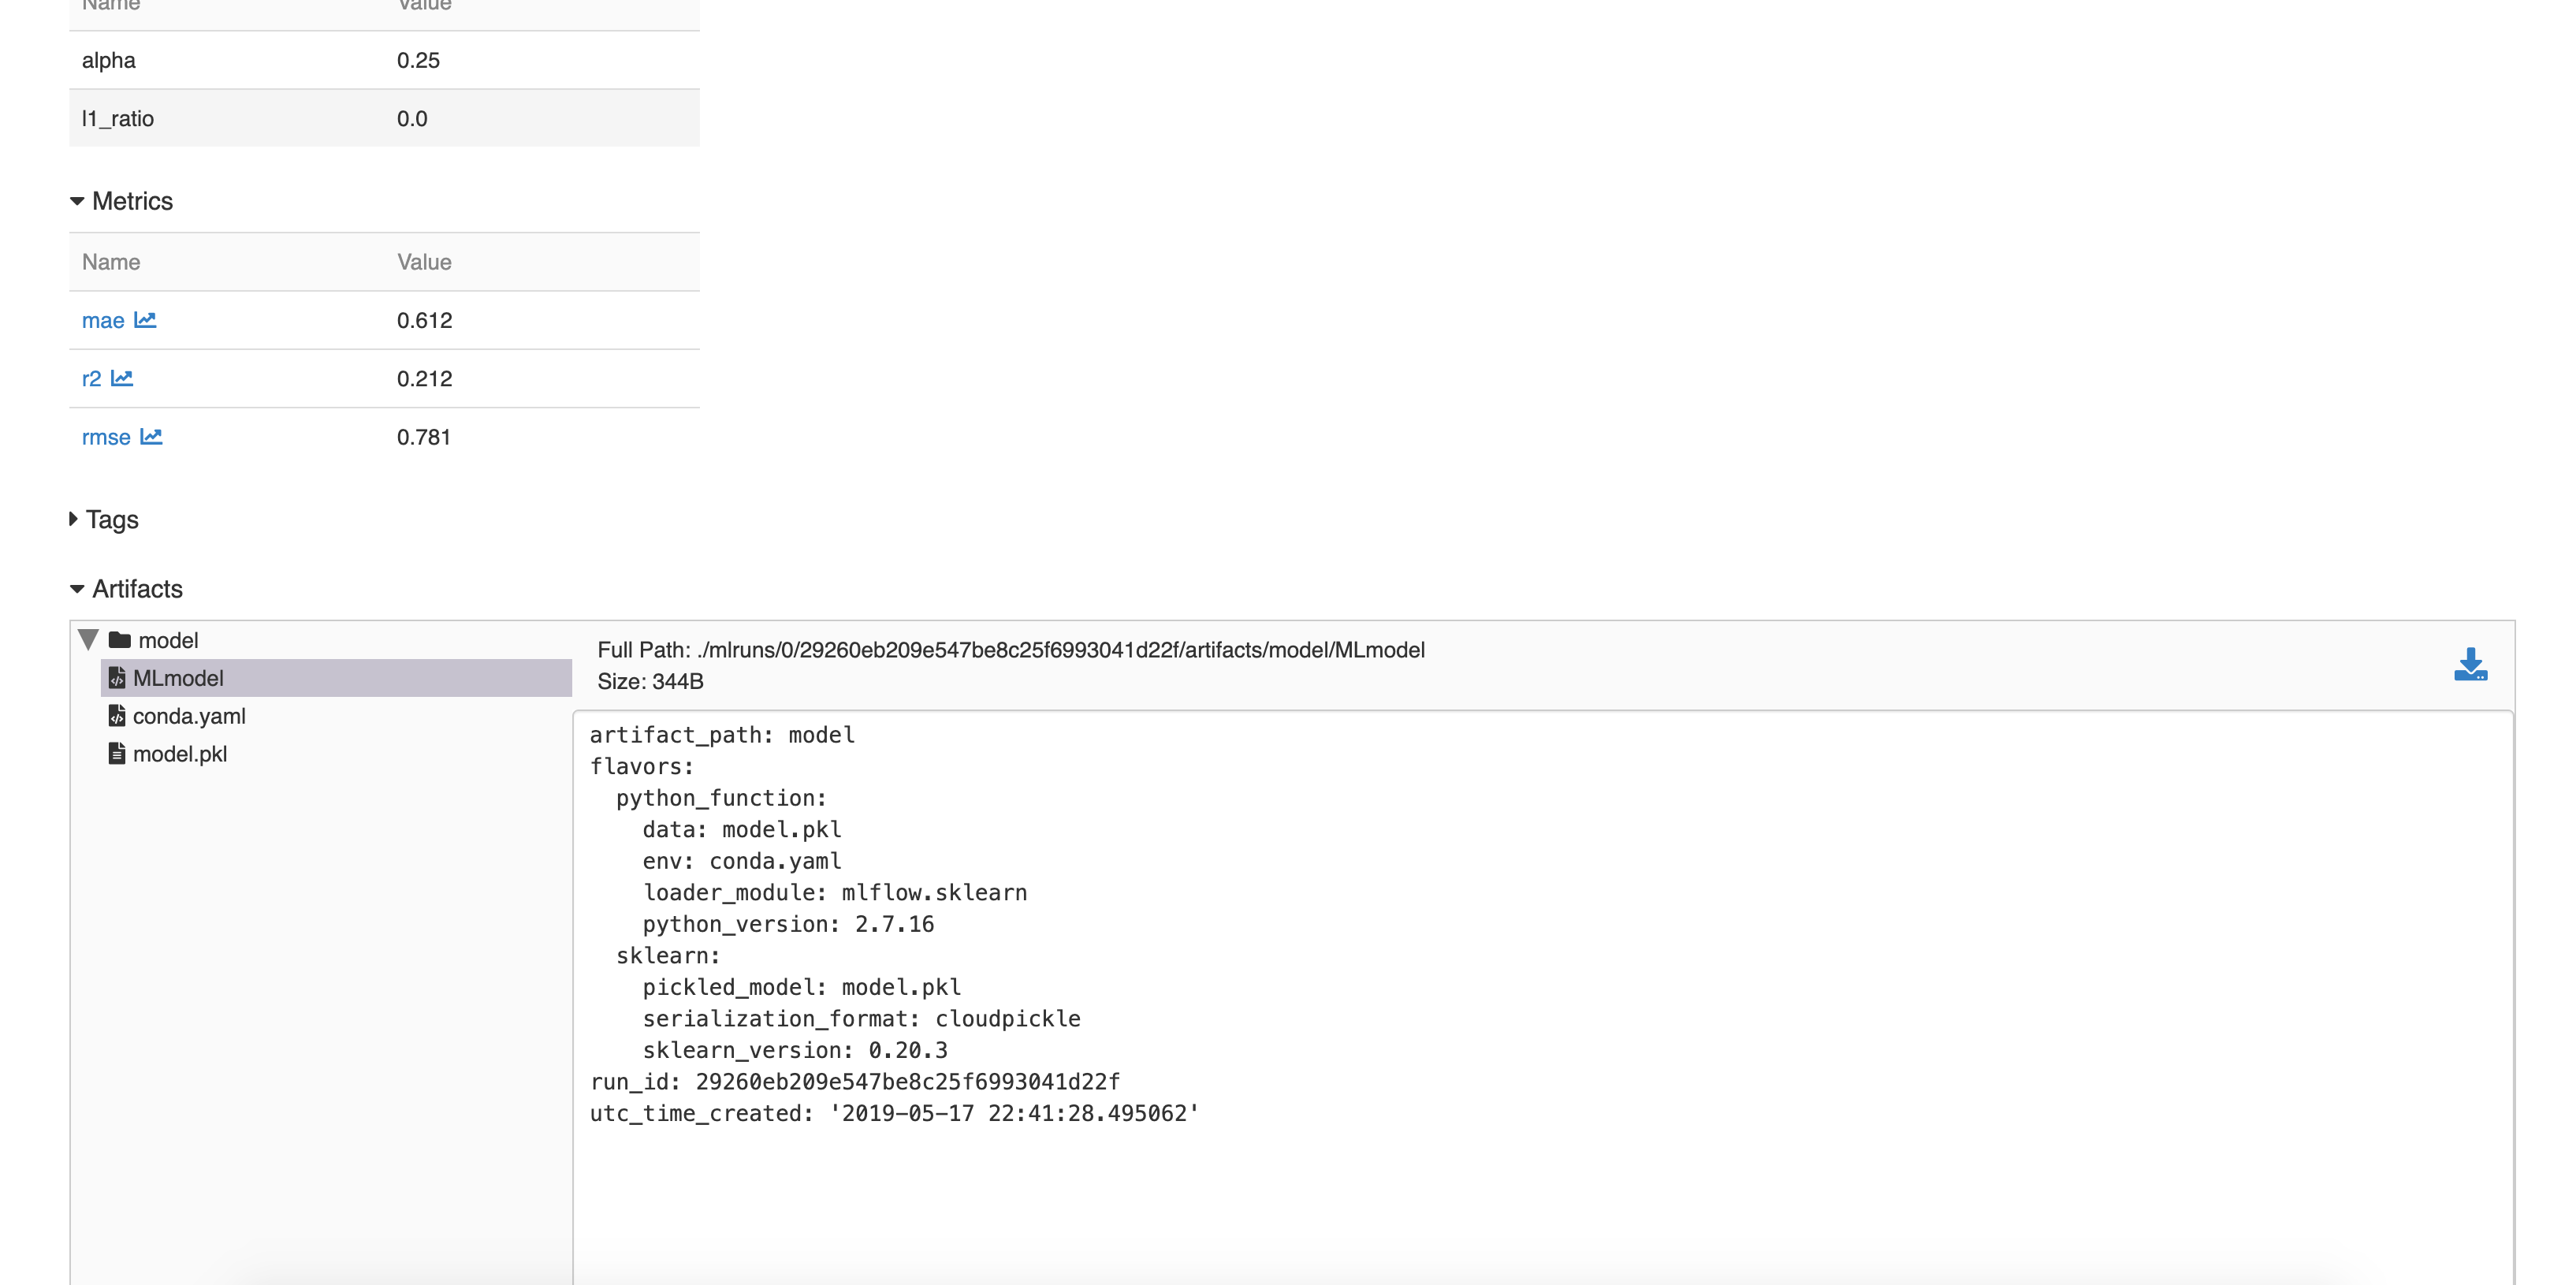 Name Value
alpha 0.25
l1_ratio 0.0
Metrics
Name Value
mae 0.612
r2 0.212
rmse 0.781
Tags
Artifacts
model
MLmodel
conda.yaml
model.pkl
Full Path: ./mlruns/0/29260eb209e547be8c25f6993041d22f/artifacts/model/MLmodel
Size: 344B
artifact_path: model
flavors:
  python_function:
    data: model.pkl
    env: conda.yaml
    loader_module: mlflow.sklearn
    python_version: 2.7.16
  sklearn:
    pickled_model: model.pkl
    serialization_format: cloudpickle
    sklearn_version: 0.20.3
run_id: 29260eb209e547be8c25f6993041d22f
utc_time_created: '2019-05-17 22:41:28.495062'